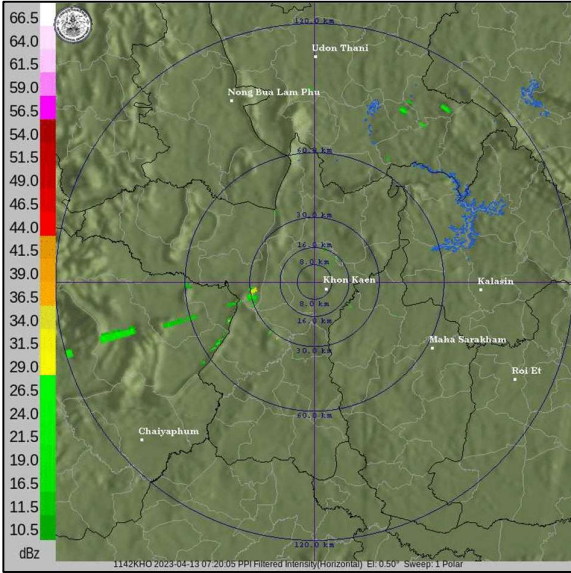 66.5
64.0
61.5
59.0
56.5
54.0
51.5
49.0
46.5
44.0
41.5
39.0
36.5
34.0
31.5
29.0
26.5
24.0
21.5
19.0
16.5
13.5
11.5
10.5
dBz
120.0 km
Udon Thani
Nong Bua Lam Phu
60.0 km
30.0 km
16.0 km
8.0 km
Khon Kaen
Kalasin
8.0 km
16.0 km
30.0 km
Maha Sarakham
Roi Et
60.0 km
Chaiyaphum
120.0 km
1142KHO 2023-04-13 07:20:05 PPI Filtered Intensity(Horizontal) El: 0.50° Sweep: 1 Polar